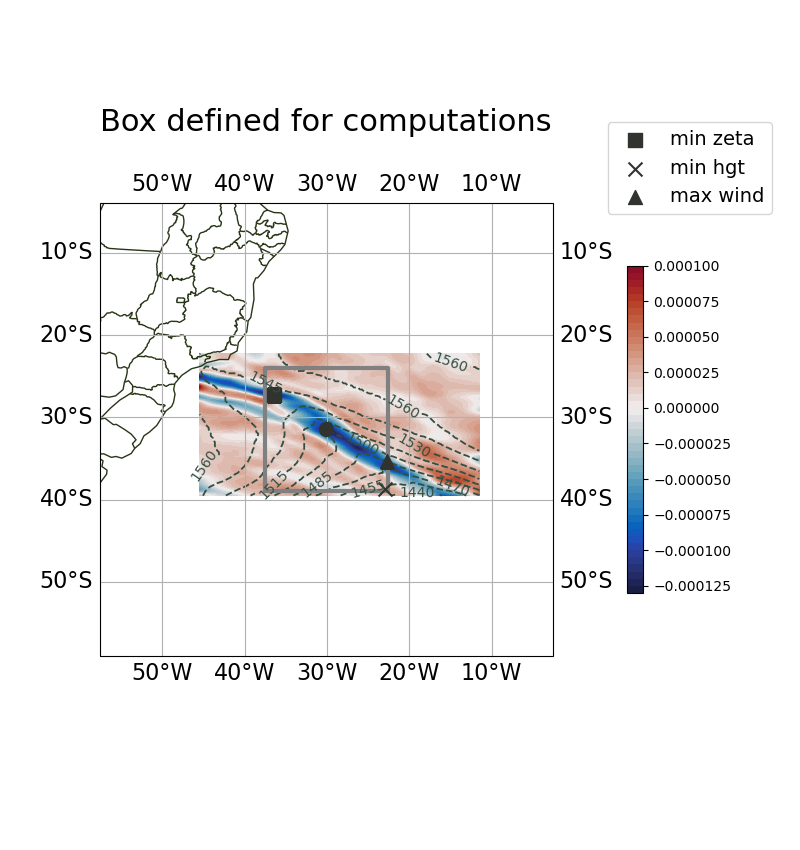 Box defined for computations
min zeta
min hgt
max wind
50°W 40°W 30°W 20°W 10°W
10°S 10°S
20°S 20°S
30°S 30°S
40°S 40°S
50°S 50°S
50°W 40°W 30°W 20°W 10°W
1560
1545
1560
1500
1530
1560
1515
1485
1455
1440
1470
0.000100
0.000075
0.000050
0.000025
0.000000
−0.000025
−0.000050
−0.000075
−0.000100
−0.000125